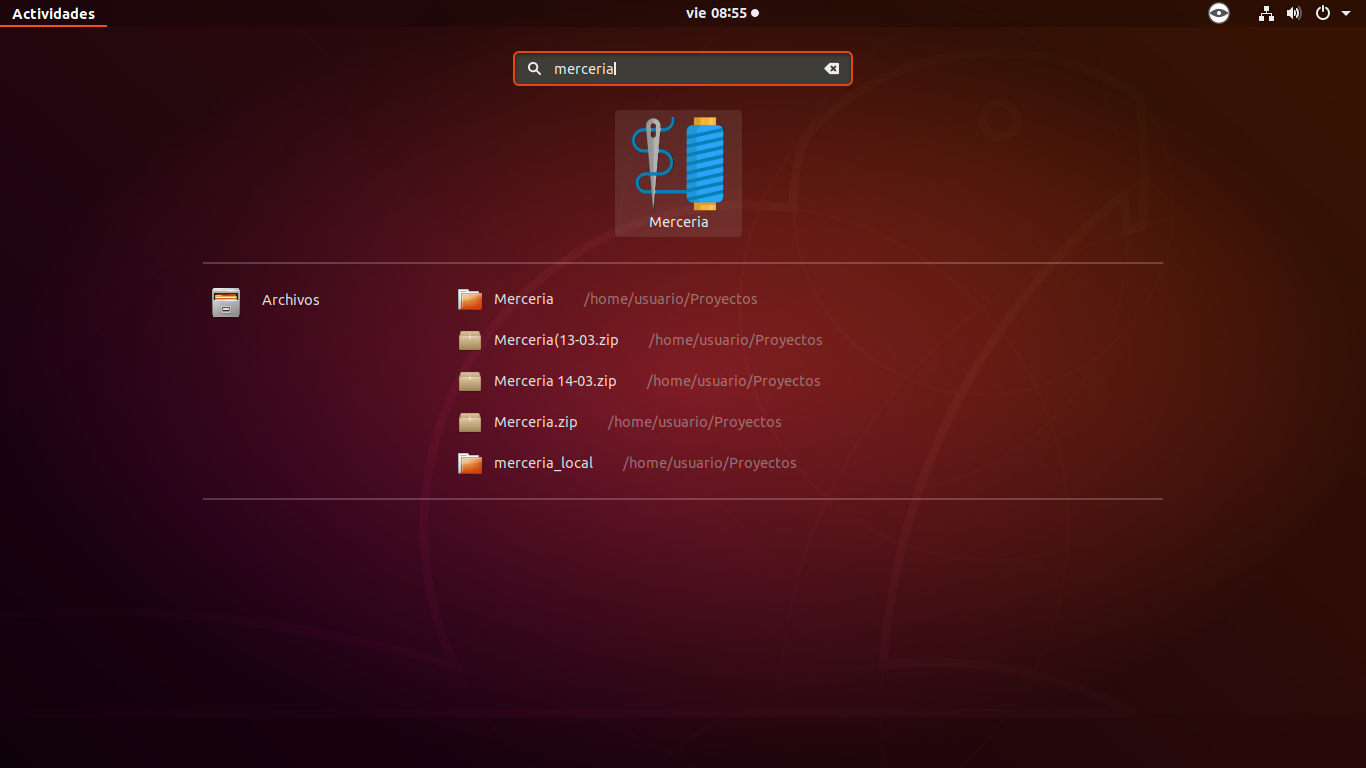 Actividades
vie 08:55
merceria
Merceria
Archivos
Merceria /home/usuario/Proyectos
Merceria(13-03.zip /home/usuario/Proyectos
Merceria 14-03.zip /home/usuario/Proyectos
Merceria.zip /home/usuario/Proyectos
merceria_local /home/usuario/Proyectos